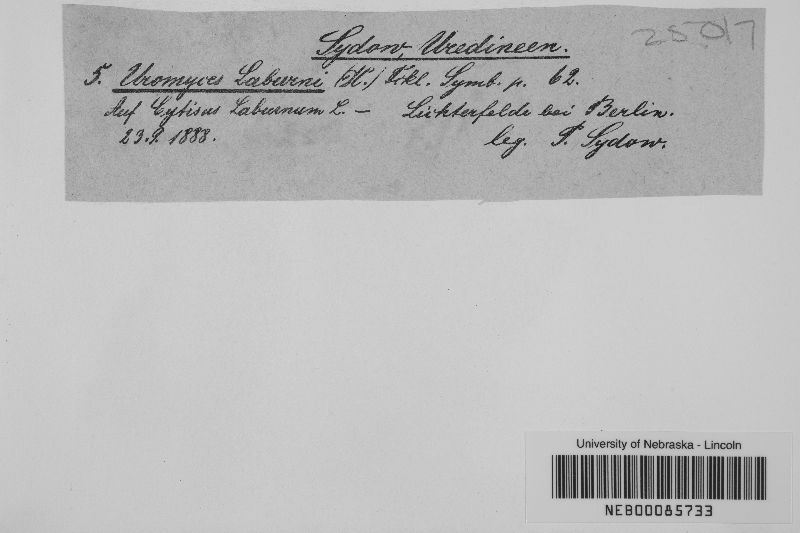 25017
Sydow, Uredineen.
5. Uromyces Laburni (H.) Fckl. Symb. p. 62.
Auf Cytisus Laburnum L. — Lichterfelde bei Berlin.
23.9. 1888. leg. P. Sydow.
University of Nebraska - Lincoln
NEB00085733